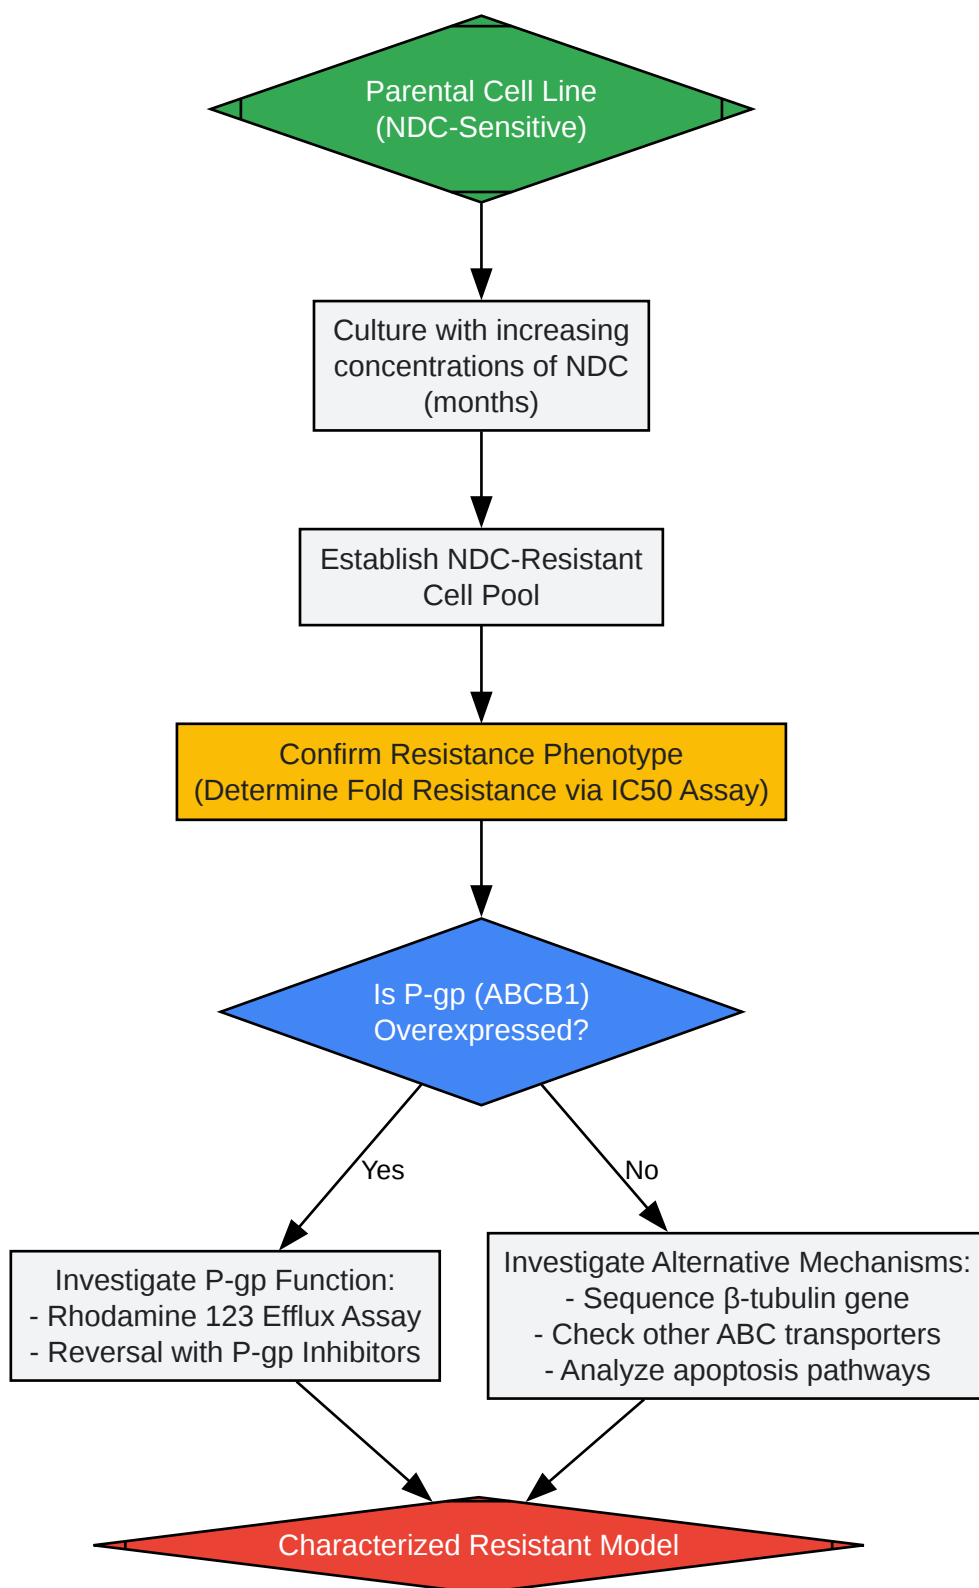 Parental Cell Line
(NDC-Sensitive)
Culture with increasing
concentrations of NDC
(months)
Establish NDC-Resistant
Cell Pool
Confirm Resistance Phenotype
(Determine Fold Resistance via IC50 Assay)
Is P-gp (ABCB1)
Overexpressed?
Yes
No
Investigate P-gp Function:
- Rhodamine 123 Efflux Assay
- Reversal with P-gp Inhibitors
Investigate Alternative Mechanisms:
- Sequence β-tubulin gene
- Check other ABC transporters
- Analyze apoptosis pathways
Characterized Resistant Model